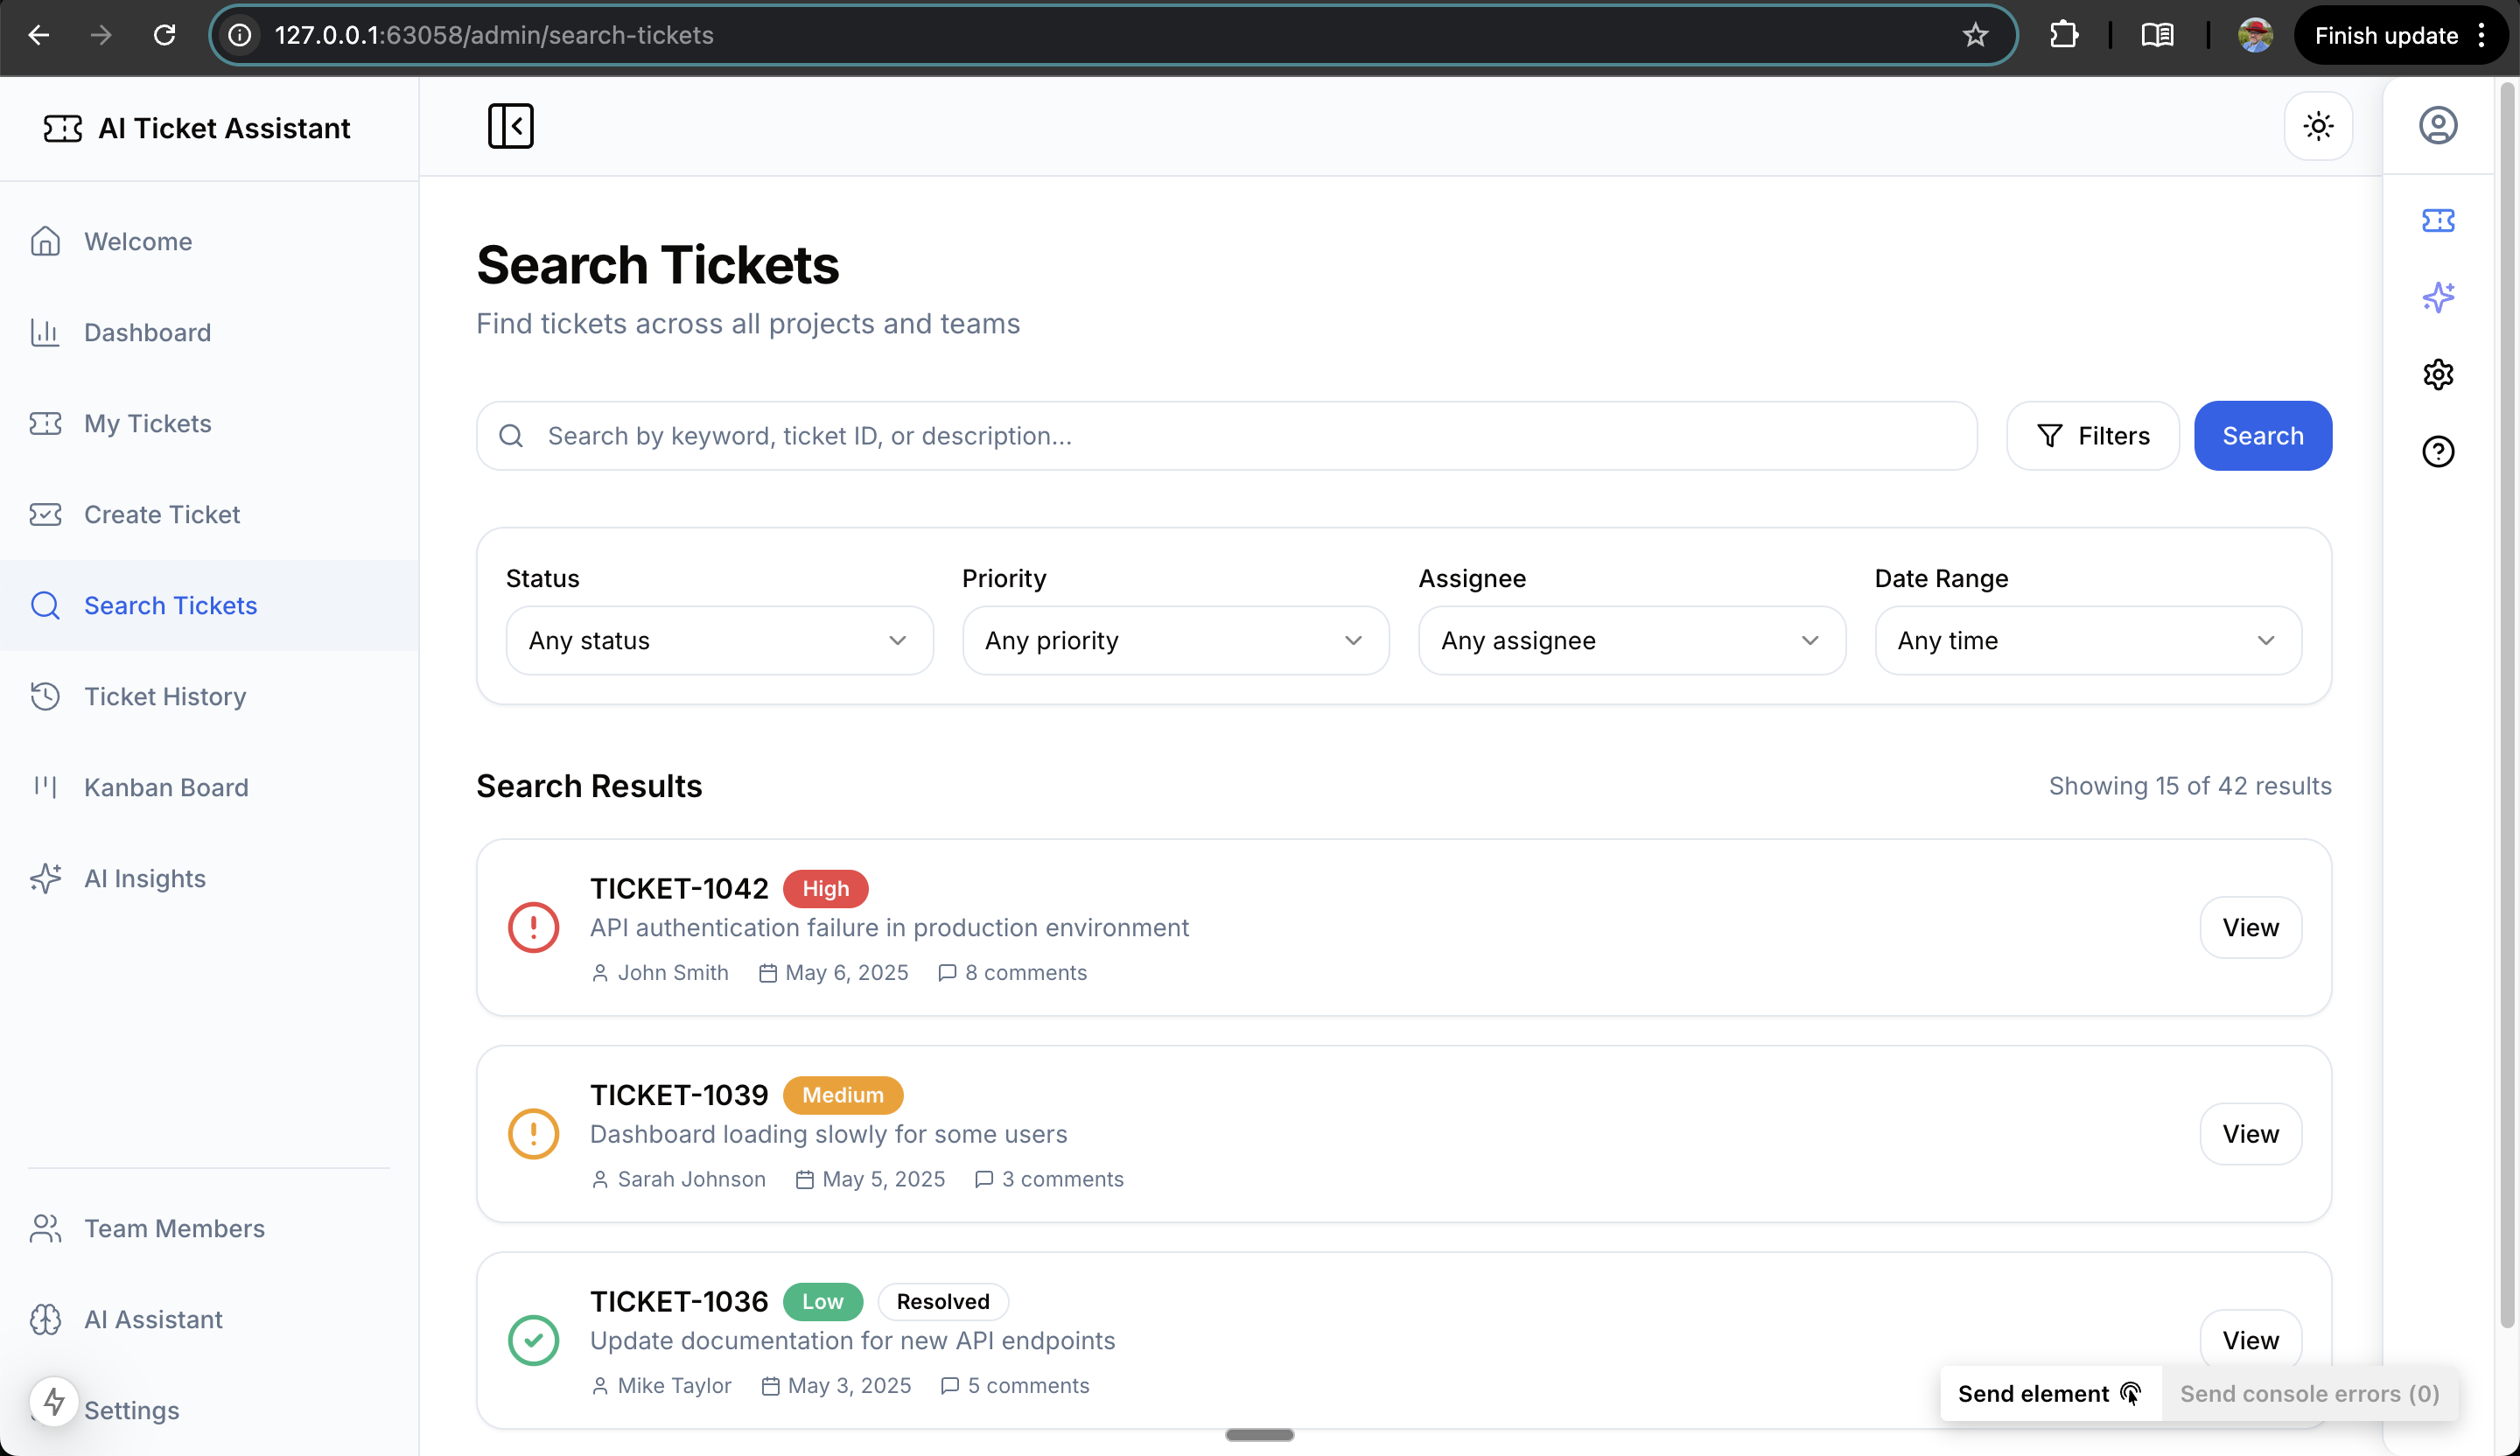 127.0.0.1:63058/admin/search-tickets
Finish update
AI Ticket Assistant
Welcome
Dashboard
My Tickets
Create Ticket
Search Tickets
Ticket History
Kanban Board
AI Insights
Team Members
AI Assistant
Settings
Search Tickets
Find tickets across all projects and teams
Search by keyword, ticket ID, or description...
Filters
Search
Status
Priority
Assignee
Date Range
Any status
Any priority
Any assignee
Any time
Search Results
Showing 15 of 42 results
TICKET-1042 High
API authentication failure in production environment
John Smith May 6, 2025 8 comments
View
TICKET-1039 Medium
Dashboard loading slowly for some users
Sarah Johnson May 5, 2025 3 comments
View
TICKET-1036 Low Resolved
Update documentation for new API endpoints
Mike Taylor May 3, 2025 5 comments
View
Send element
Send console errors (0)